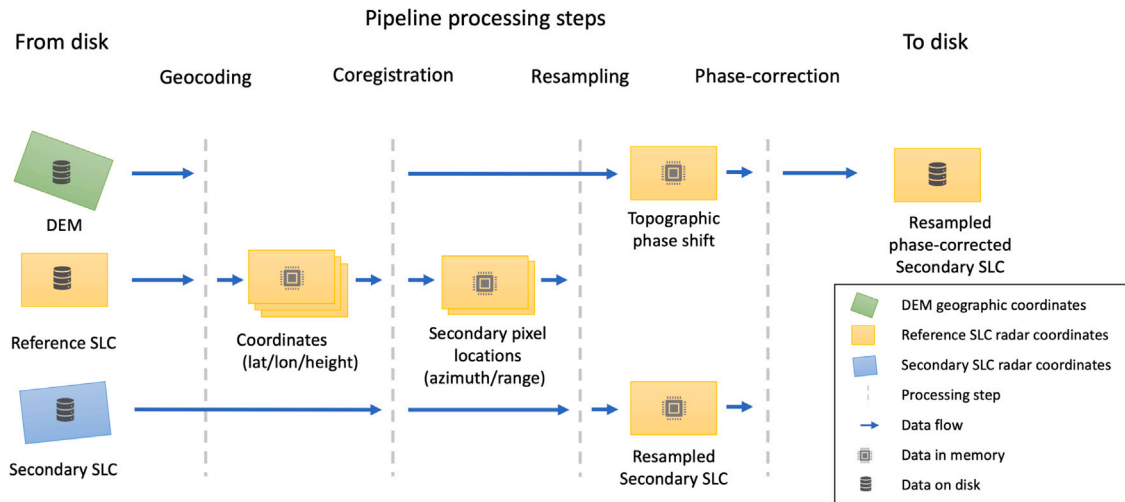 Pipeline processing steps
From disk
To disk
Geocoding
Coregistration
Resampling
Phase-correction
DEM
Topographic
phase shift
Resampled
phase-corrected
Secondary SLC
Reference SLC
Coordinates
(lat/lon/height)
Secondary pixel
locations
(azimuth/range)
Secondary SLC
Resampled
Secondary SLC
DEM geographic coordinates
Reference SLC radar coordinates
Secondary SLC radar coordinates
Processing step
Data flow
Data in memory
Data on disk